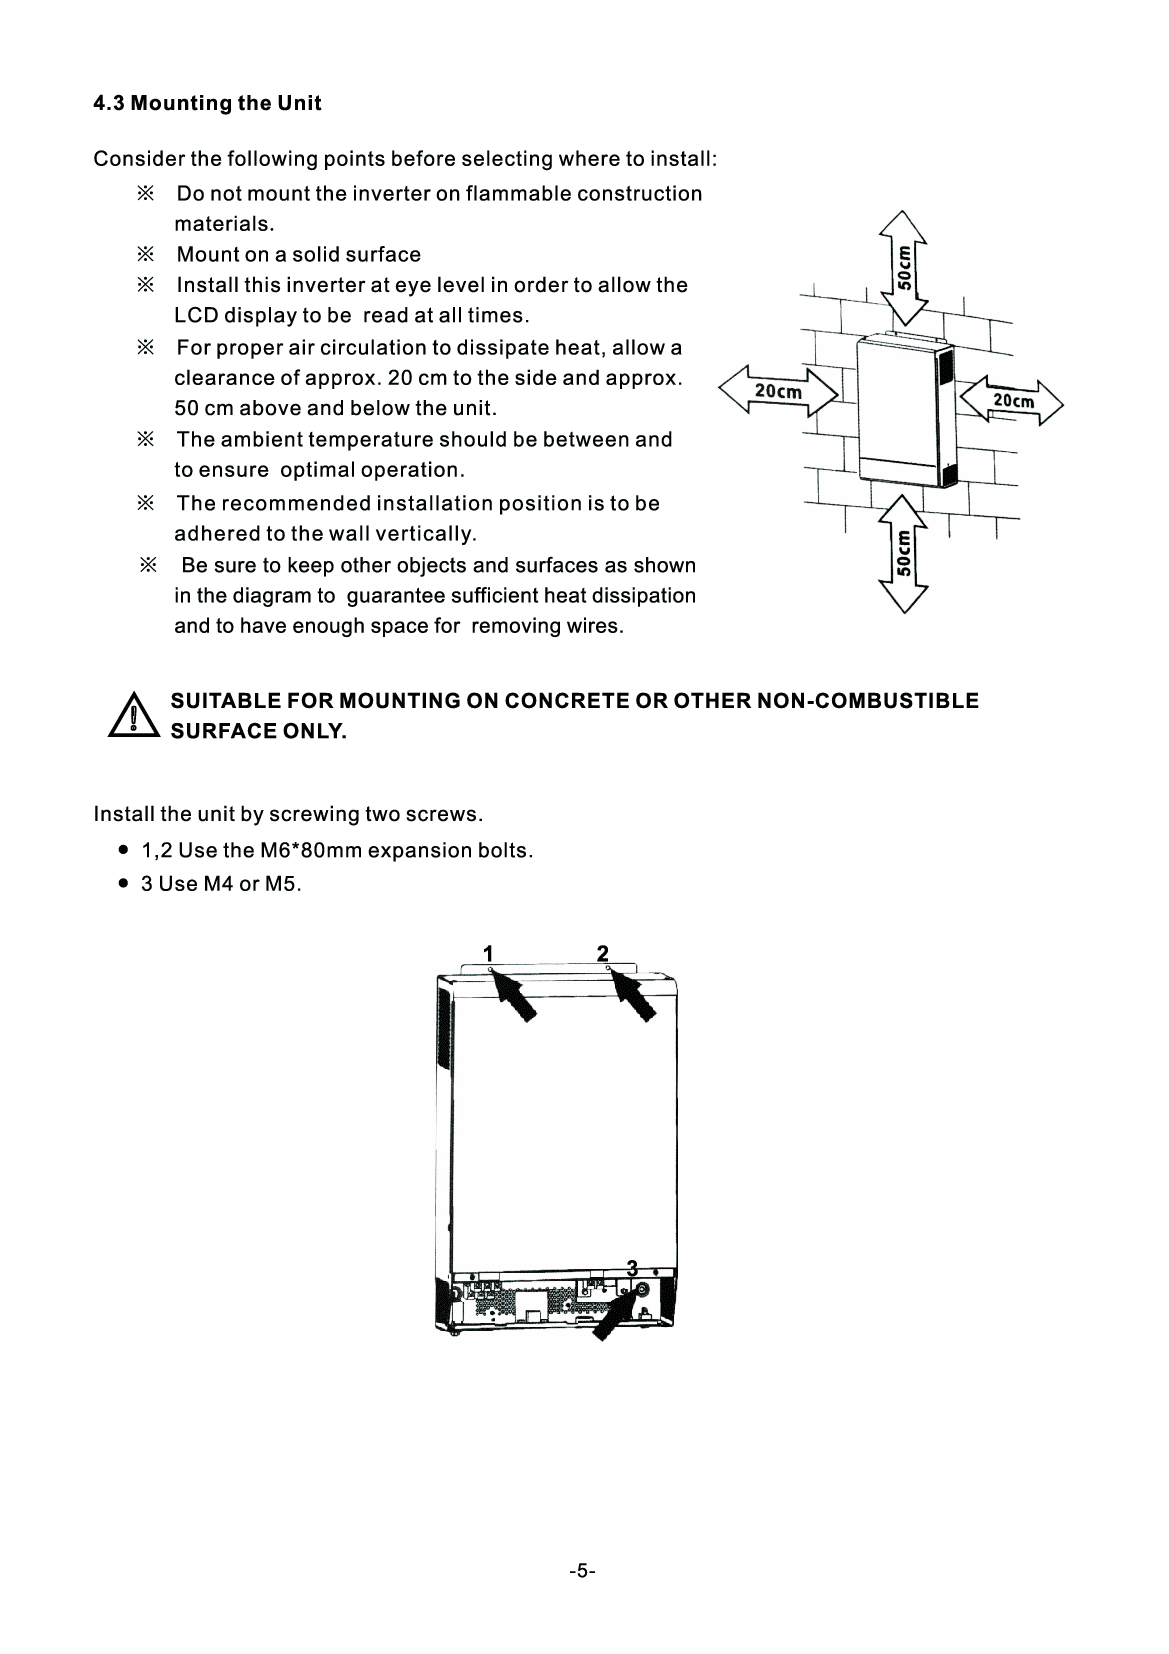 4.3 Mounting the Unit
Consider the following points before selecting where to install:
※ Do not mount the inverter on flammable construction
materials.
※ Mount on a solid surface
※ Install this inverter at eye level in order to allow the
LCD display to be read at all times.
※ For proper air circulation to dissipate heat, allow a
clearance of approx. 20 cm to the side and approx.
50 cm above and below the unit.
※ The ambient temperature should be between and
to ensure optimal operation.
※ The recommended installation position is to be
adhered to the wall vertically.
※ Be sure to keep other objects and surfaces as shown
in the diagram to guarantee sufficient heat dissipation
and to have enough space for removing wires.
50cm
20cm
20cm
50cm
SUITABLE FOR MOUNTING ON CONCRETE OR OTHER NON-COMBUSTIBLE
SURFACE ONLY.
Install the unit by screwing two screws.
● 1,2 Use the M6*80mm expansion bolts.
● 3 Use M4 or M5.
1 2
3
-5-